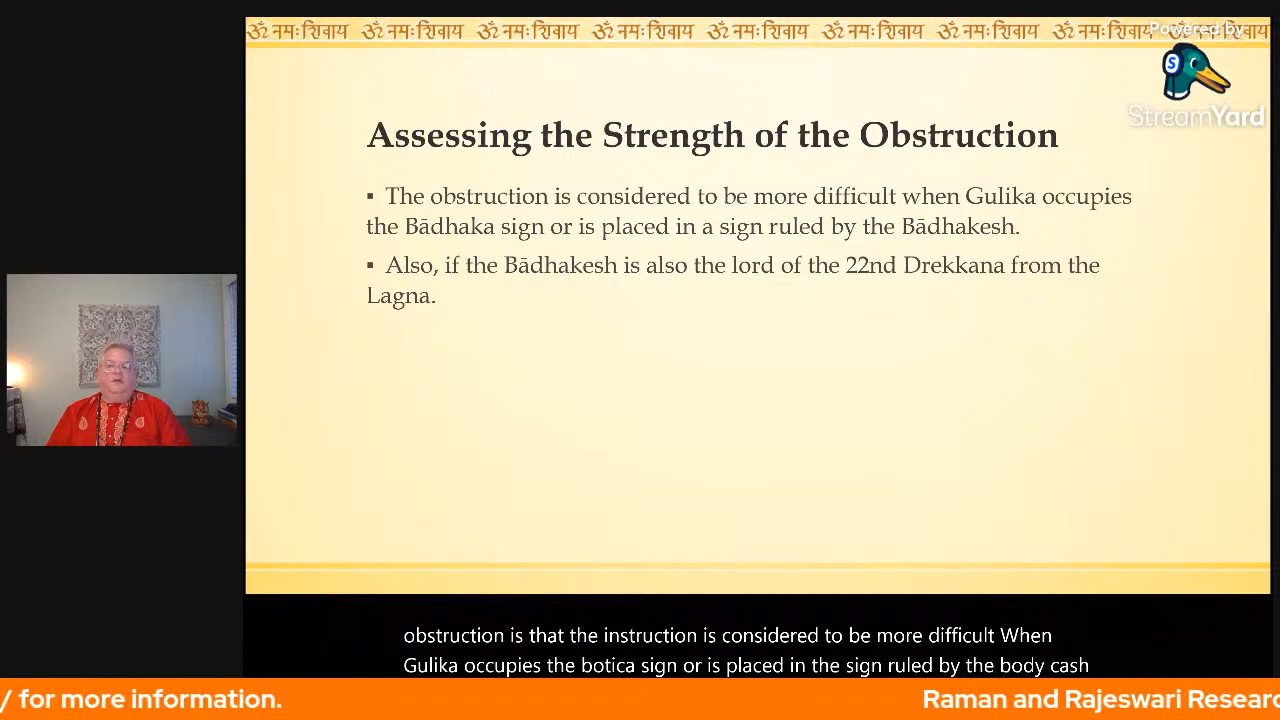 ॐ नमः शिवाय ॐ नमः शिवाय ॐ नमः शिवाय ॐ नमः शिवाय ॐ नमः शिवाय ॐ नमः शिवाय ॐ नमः शिवाय ॐ नमः शिवाय ॐ नमः शिवाय
Powered by
StreamYard
Assessing the Strength of the Obstruction
▪ The obstruction is considered to be more difficult when Gulika occupies
the Bādhaka sign or is placed in a sign ruled by the Bādhakesh.
▪ Also, if the Bādhakesh is also the lord of the 22nd Drekkana from the
Lagna.
obstruction is that the instruction is considered to be more difficult When
Gulika occupies the botica sign or is placed in the sign ruled by the body cash
/ for more information. Raman and Rajeswari Researc